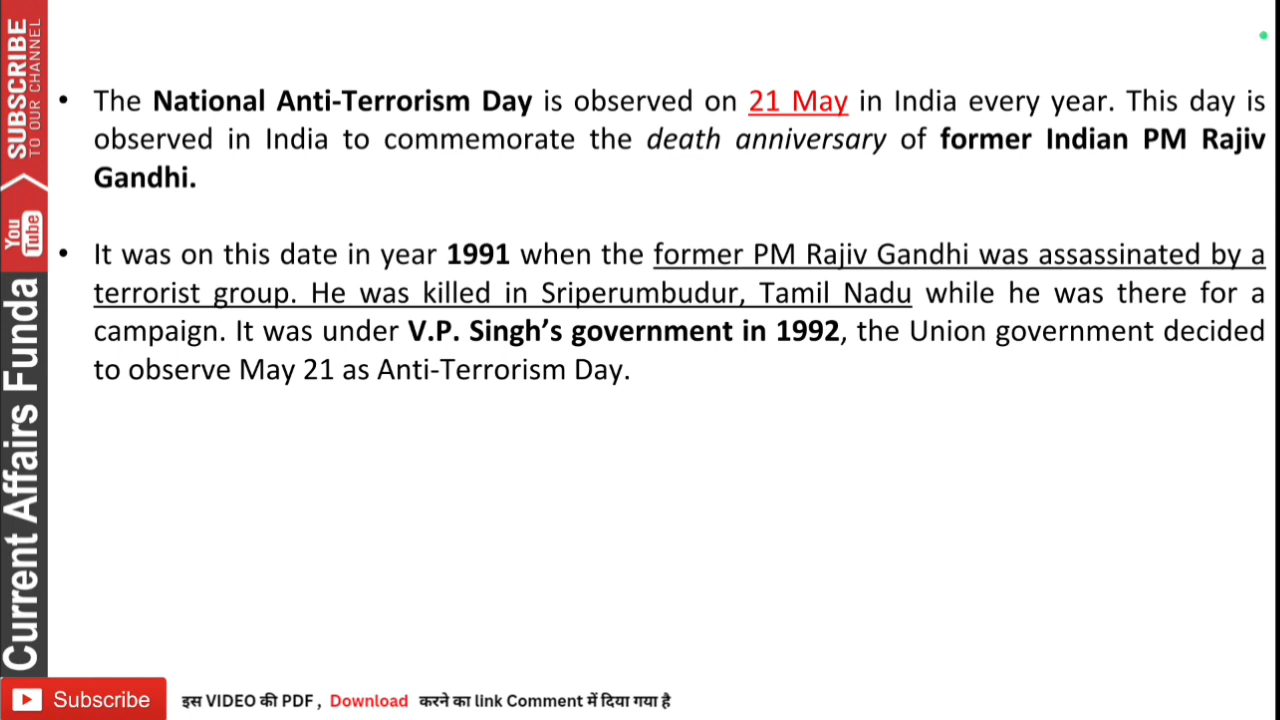 SUBSCRIBE
TO OUR CHANNEL
You Tube
Current Affairs Funda
• The National Anti-Terrorism Day is observed on 21 May in India every year. This day is
observed in India to commemorate the death anniversary of former Indian PM Rajiv
Gandhi.
• It was on this date in year 1991 when the former PM Rajiv Gandhi was assassinated by a
terrorist group. He was killed in Sriperumbudur, Tamil Nadu while he was there for a
campaign. It was under V.P. Singh’s government in 1992, the Union government decided
to observe May 21 as Anti-Terrorism Day.
Subscribe
इस VIDEO की PDF , Download करने का link Comment में दिया गया है